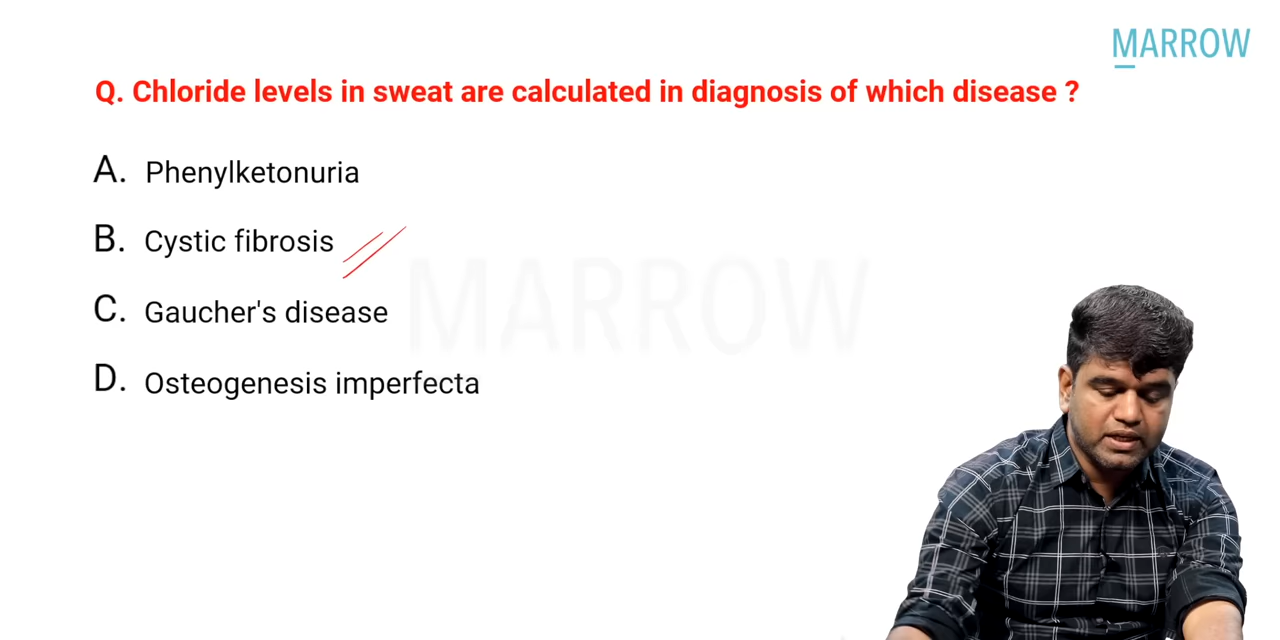 MARROW
Q. Chloride levels in sweat are calculated in diagnosis of which disease ?
A. Phenylketonuria
B. Cystic fibrosis
C. Gaucher's disease
D. Osteogenesis imperfecta
MARROW